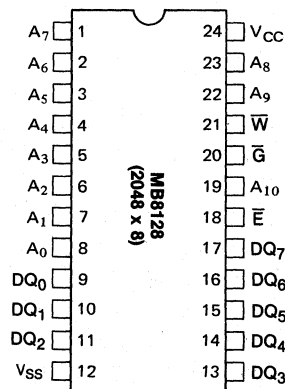 A7 1 24 VCC
A6 2 23 A8
A5 3 22 A9
A4 4 21 W̅
A3 5 20 G̅
A2 6 19 A10
A1 7 18 E̅
A0 8 17 DQ7
DQ0 9 16 DQ6
DQ1 10 15 DQ5
DQ2 11 14 DQ4
VSS 12 13 DQ3
MB8128
(2048 x 8)